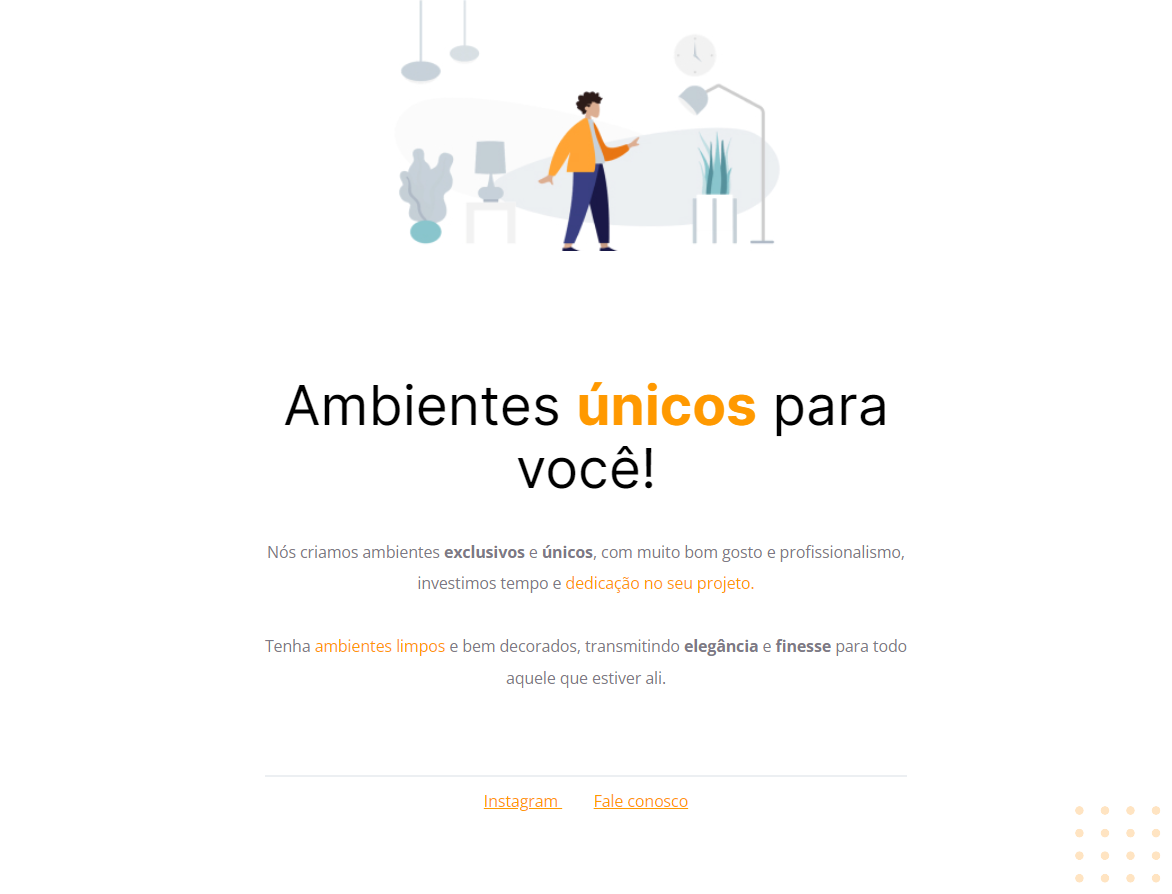 Ambientes únicos para
você!
Nós criamos ambientes exclusivos e únicos, com muito bom gosto e profissionalismo,
investimos tempo e dedicação no seu projeto.
Tenha ambientes limpos e bem decorados, transmitindo elegância e finesse para todo
aquele que estiver ali.
Instagram Fale conosco